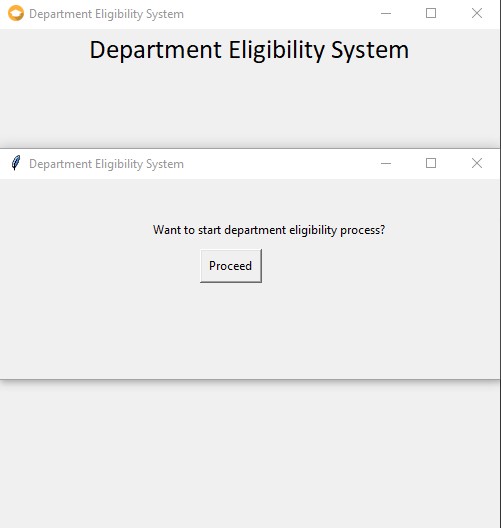 Department Eligibility System
Department Eligibility System
Department Eligibility System
Want to start department eligibility process?
Proceed